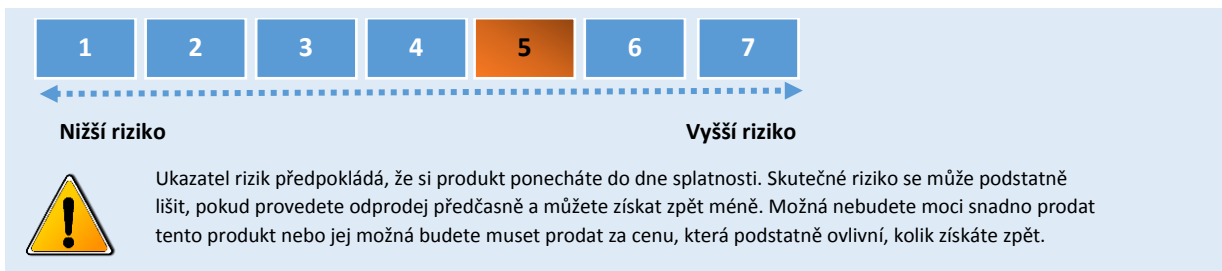 1 2 3 4 5 6 7
Nižší riziko Vyšší riziko
Ukazatel rizik předpokládá, že si produkt ponecháte do dne splatnosti. Skutečné riziko se může podstatně
lišit, pokud provedete odprodej předčasně a můžete získat zpět méně. Možná nebudete moci snadno prodat
tento produkt nebo jej možná budete muset prodat za cenu, která podstatně ovlivní, kolik získáte zpět.